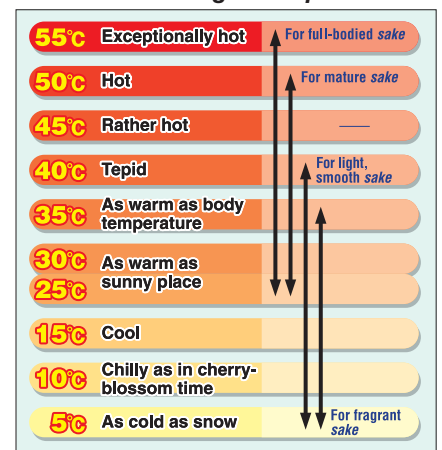 55°C Exceptionally hot For full-bodied sake
50°C Hot For mature sake
45°C Rather hot —
40°C Tepid For light,
smooth sake
35°C As warm as body
temperature
30°C As warm as
25°C sunny place
15°C Cool
10°C Chilly as in cherry-
blossom time
5°C As cold as snow For fragrant
sake